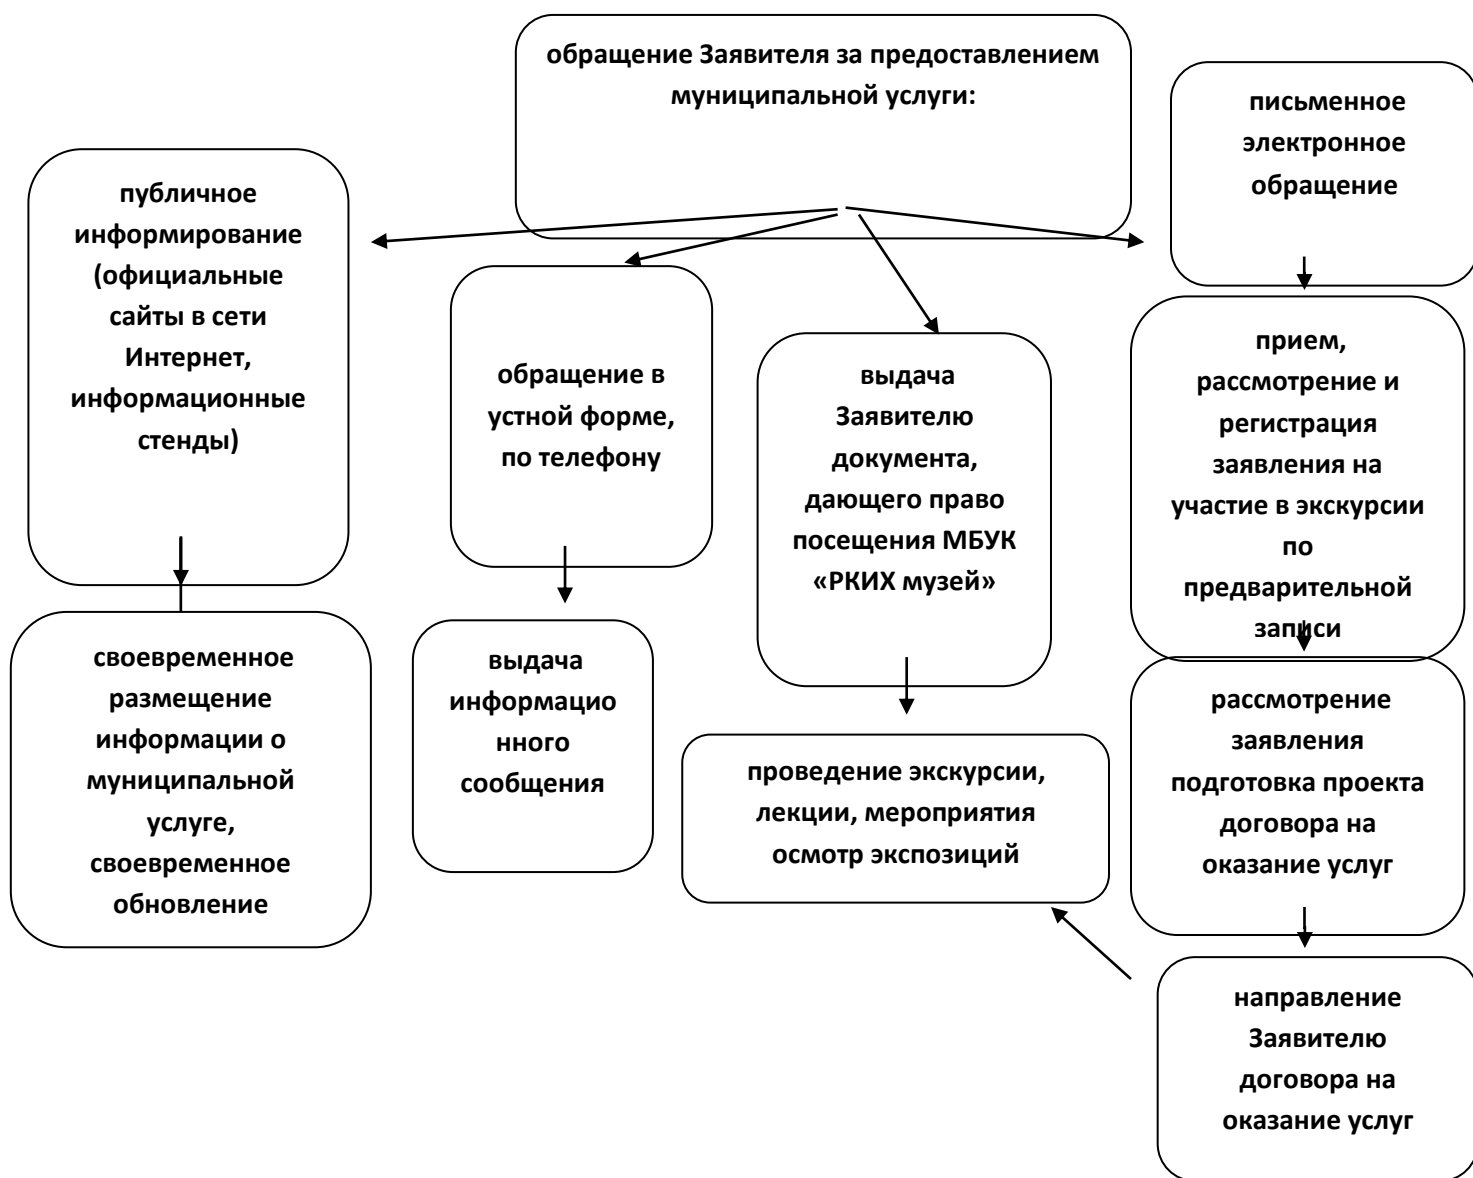 обращение Заявителя за предоставлением
муниципальной услуги:
письменное
электронное
обращение
публичное
информирование
(официальные
сайты в сети
Интернет,
информационные
стенды)
обращение в
устной форме,
по телефону
выдача
Заявителю
документа,
дающего право
посещения МБУК
«РКИХ музей»
прием,
рассмотрение и
регистрация
заявления на
участие в экскурсии
по
предварительной
записи
своевременное
размещение
информации о
муниципальной
услуге,
своевременное
обновление
выдача
информацио
нного
сообщения
проведение экскурсии,
лекции, мероприятия
осмотр экспозиций
рассмотрение
заявления
подготовка проекта
договора на
оказание услуг
направление
Заявителю
договора на
оказание услуг